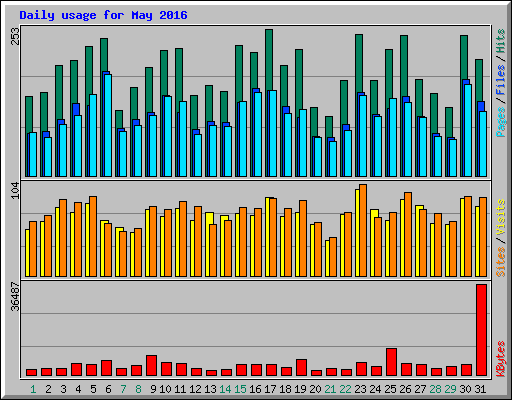 Daily usage for May 2016
253
Pages / Files / Hits
104
Sites / Visits
36487
KBytes
1 2 3 4 5 6 7 8 9 10 11 12 13 14 15 16 17 18 19 20 21 22 23 24 25 26 27 28 29 30 31